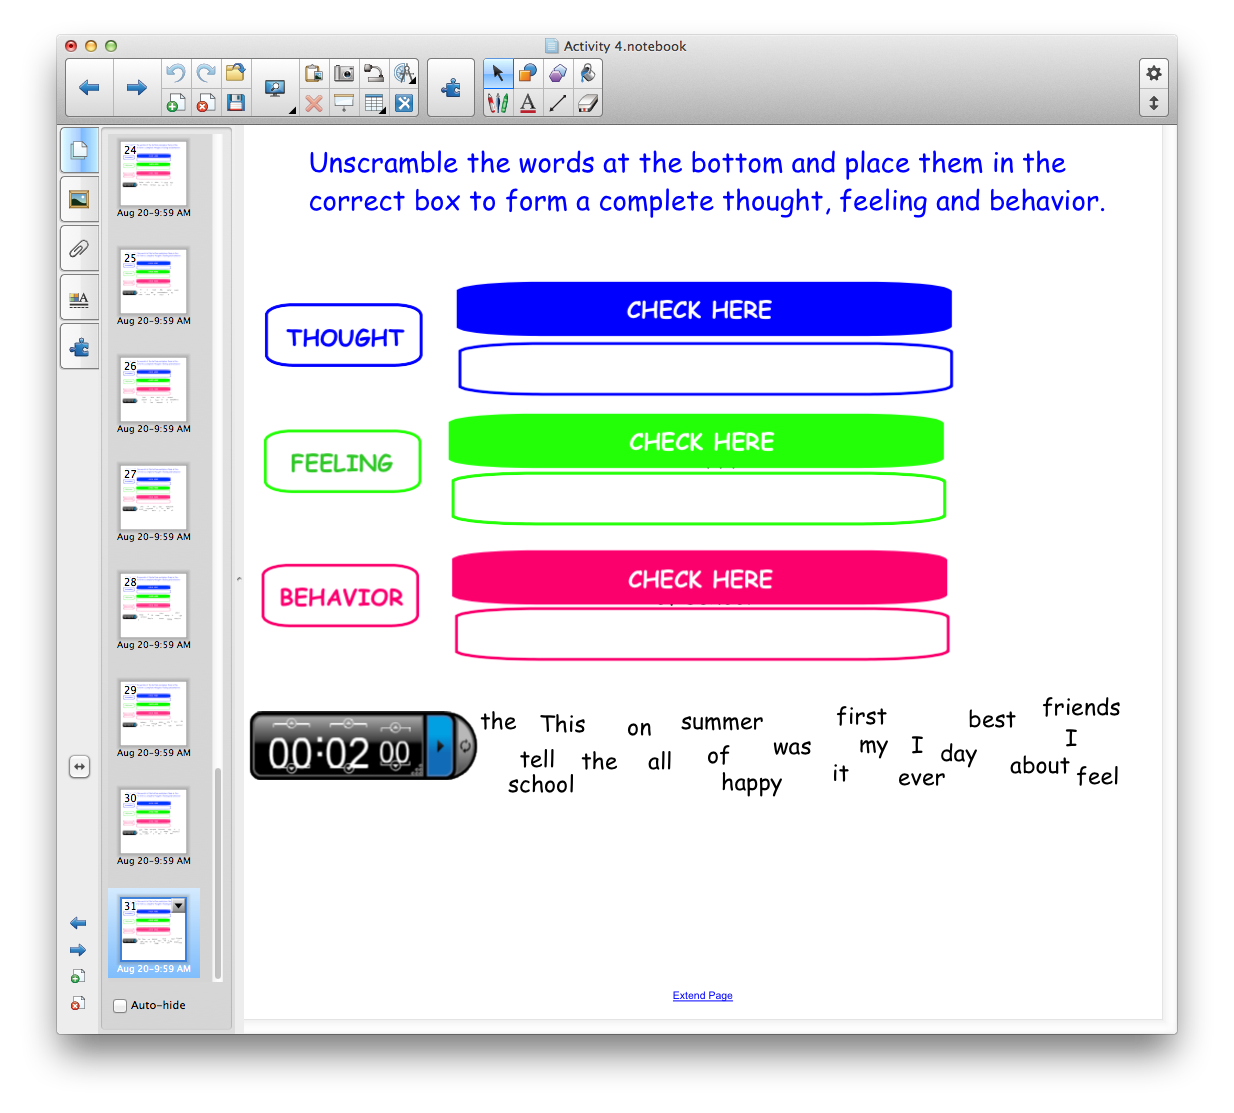 Activity 4.notebook
Unscramble the words at the bottom and place them in the
correct box to form a complete thought, feeling and behavior.
THOUGHT
CHECK HERE
FEELING
CHECK HERE
BEHAVIOR
CHECK HERE
00:02 00
the This on summer first best friends
tell the all of was my I day I
school happy it ever about feel
24
Aug 20-9:59 AM
25
Aug 20-9:59 AM
26
Aug 20-9:59 AM
27
Aug 20-9:59 AM
28
Aug 20-9:59 AM
29
Aug 20-9:59 AM
30
Aug 20-9:59 AM
31
Aug 20-9:59 AM
Auto-hide
Extend Page